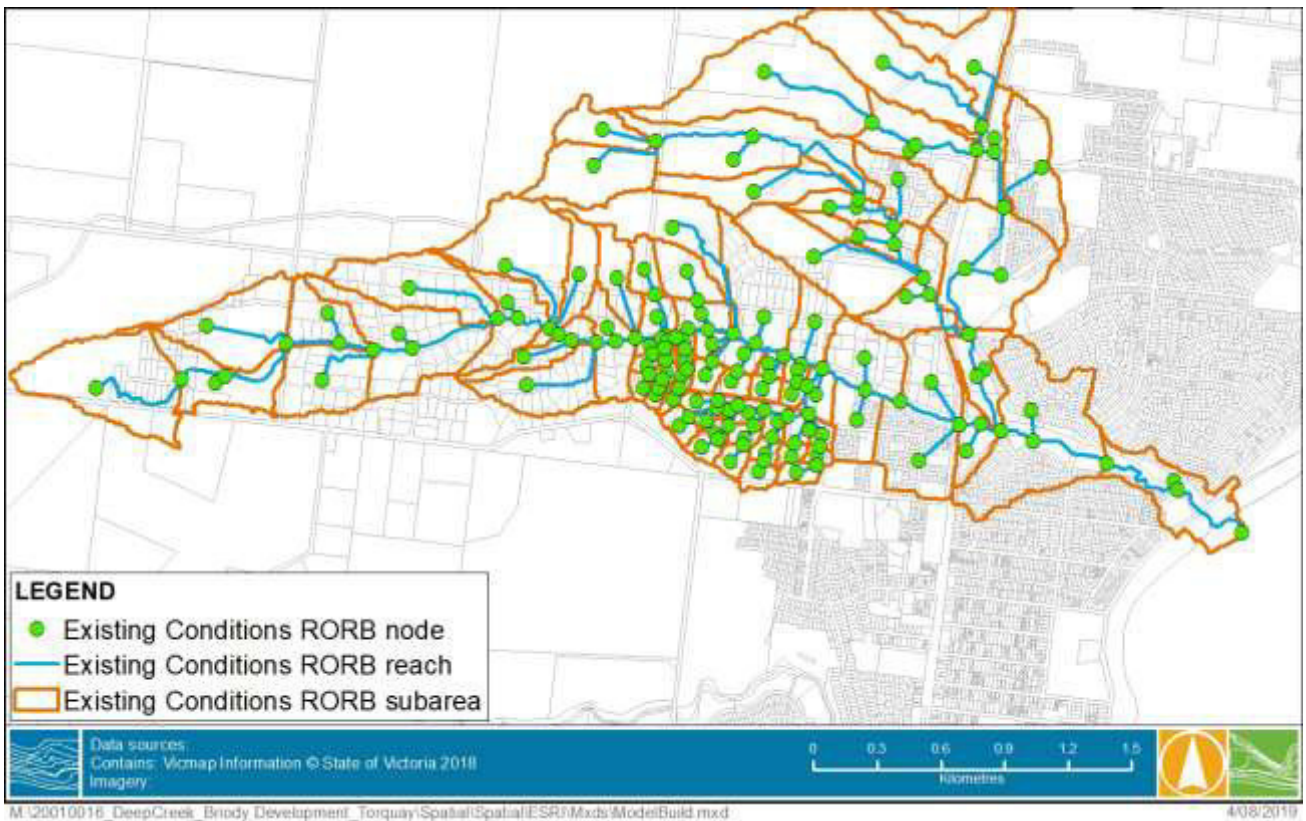 LEGEND
Existing Conditions RORB node
Existing Conditions RORB reach
Existing Conditions RORB subarea
Data sources:
Contains: Vicmap Information © State of Victoria 2018
Imagery:
0 0.3 0.6 0.9 1.2 1.5
Kilometres
M:\20010016_DeepCreek_Briody Development_Torquay\Spatial\Spatial\ESRI\Mxds\ModelBuild.mxd
4/08/2019